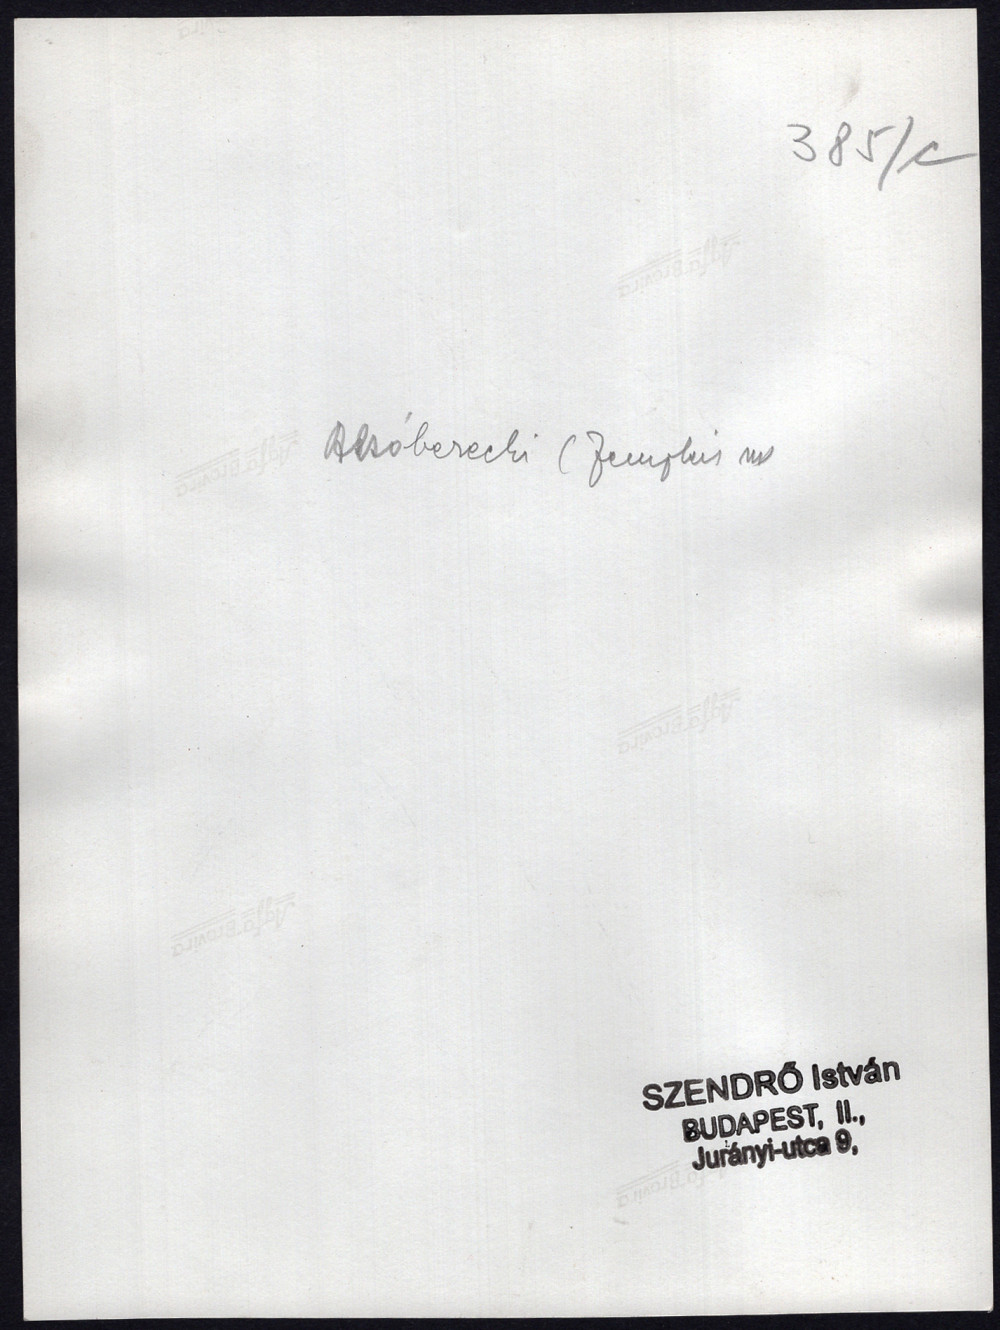 385/c
Alsóberecki (Zemplén m
SZENDRŐ István
BUDAPEST, II.,
Jurányi-utca 9,